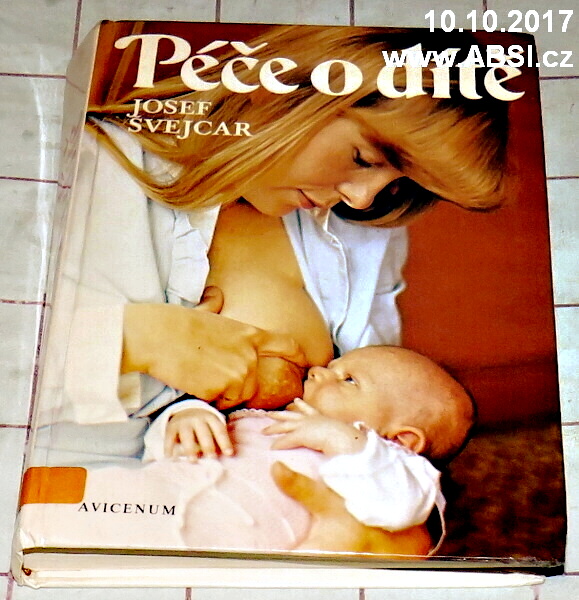 10.10.2017
www.ABSI.cz
Péče o dítě
JOSEF
ŠVEJCAR
AVICENUM